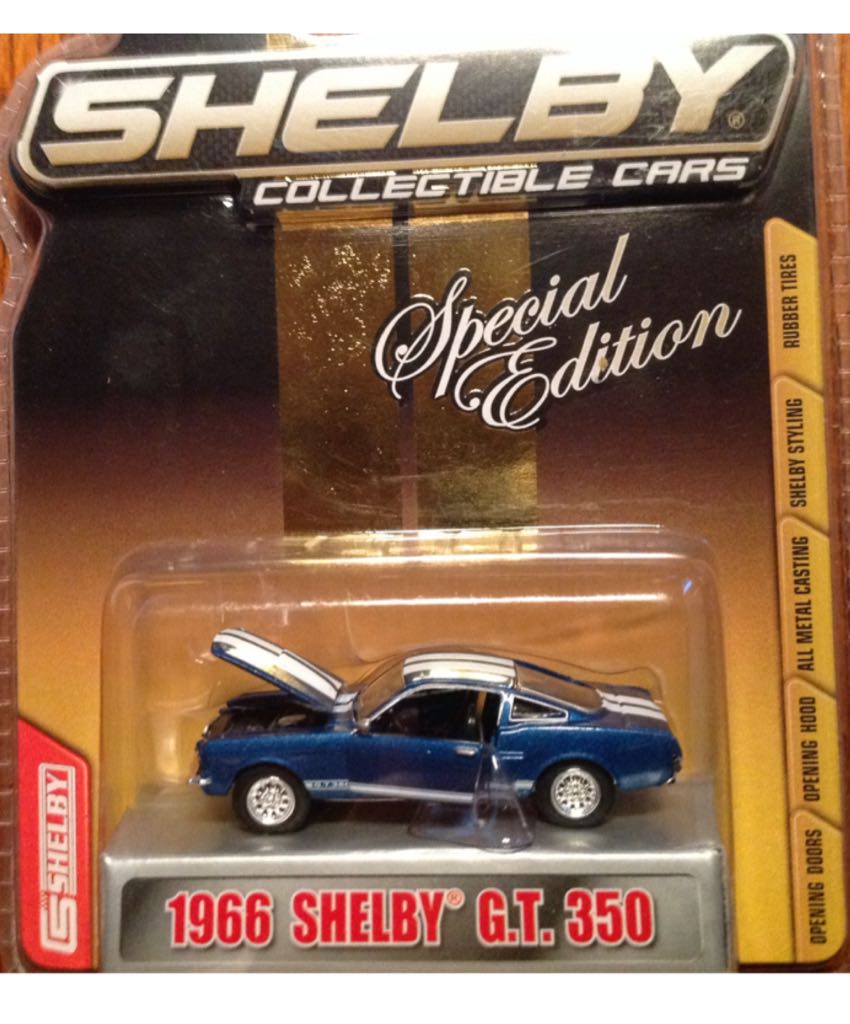 SHELBY®
COLLECTIBLE CARS
Special
Edition
RUBBER TIRES
SHELBY STYLING
ALL METAL CASTING
OPENING HOOD
OPENING DOORS
G.T. 350
SHELBY
1966 SHELBY® G.T. 350